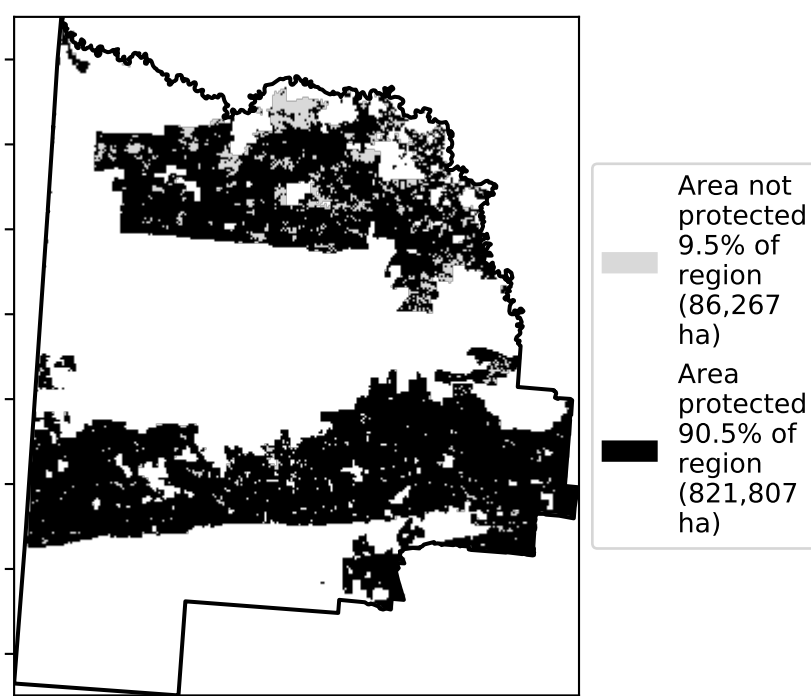 Area not
protected
9.5% of
region
(86,267
ha)
Area
protected
90.5% of
region
(821,807
ha)